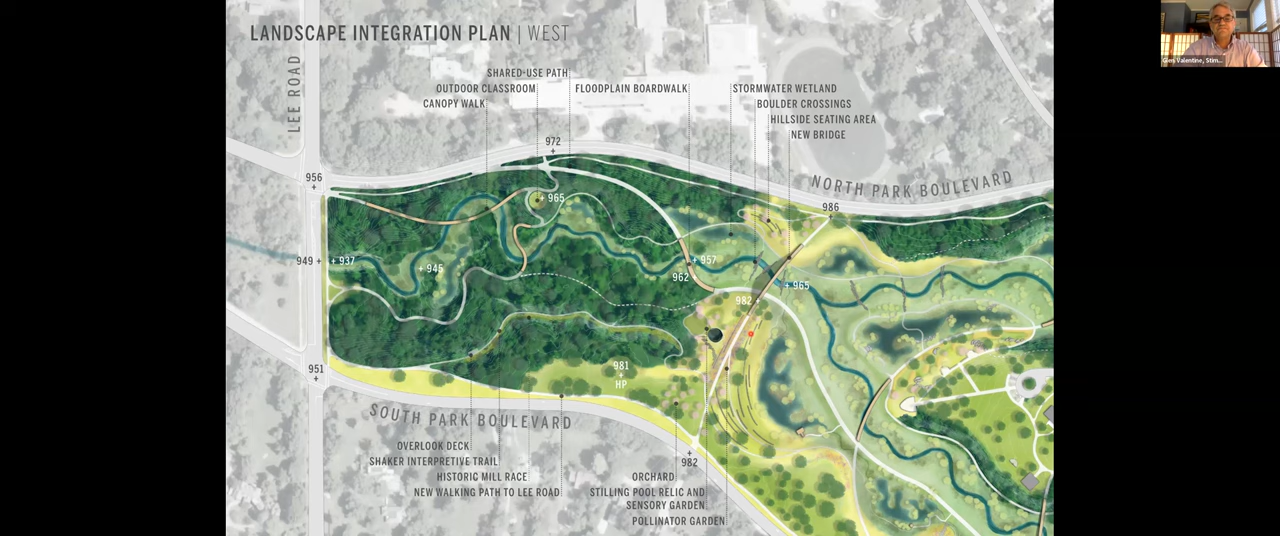 LANDSCAPE INTEGRATION PLAN | WEST
LEE ROAD
SHARED-USE PATH
OUTDOOR CLASSROOM
FLOODPLAIN BOARDWALK
STORMWATER WETLAND
CANOPY WALK
BOULDER CROSSINGS
HILLSIDE SEATING AREA
NEW BRIDGE
972
956
NORTH PARK BOULEVARD
965
986
949
937
945
957
962
965
982
951
981
HP
SOUTH PARK BOULEVARD
OVERLOOK DECK
SHAKER INTERPRETIVE TRAIL
HISTORIC MILL RACE
NEW WALKING PATH TO LEE ROAD
982
ORCHARD
STILLING POOL RELIC AND
SENSORY GARDEN
POLLINATOR GARDEN
Valentine, Stim...